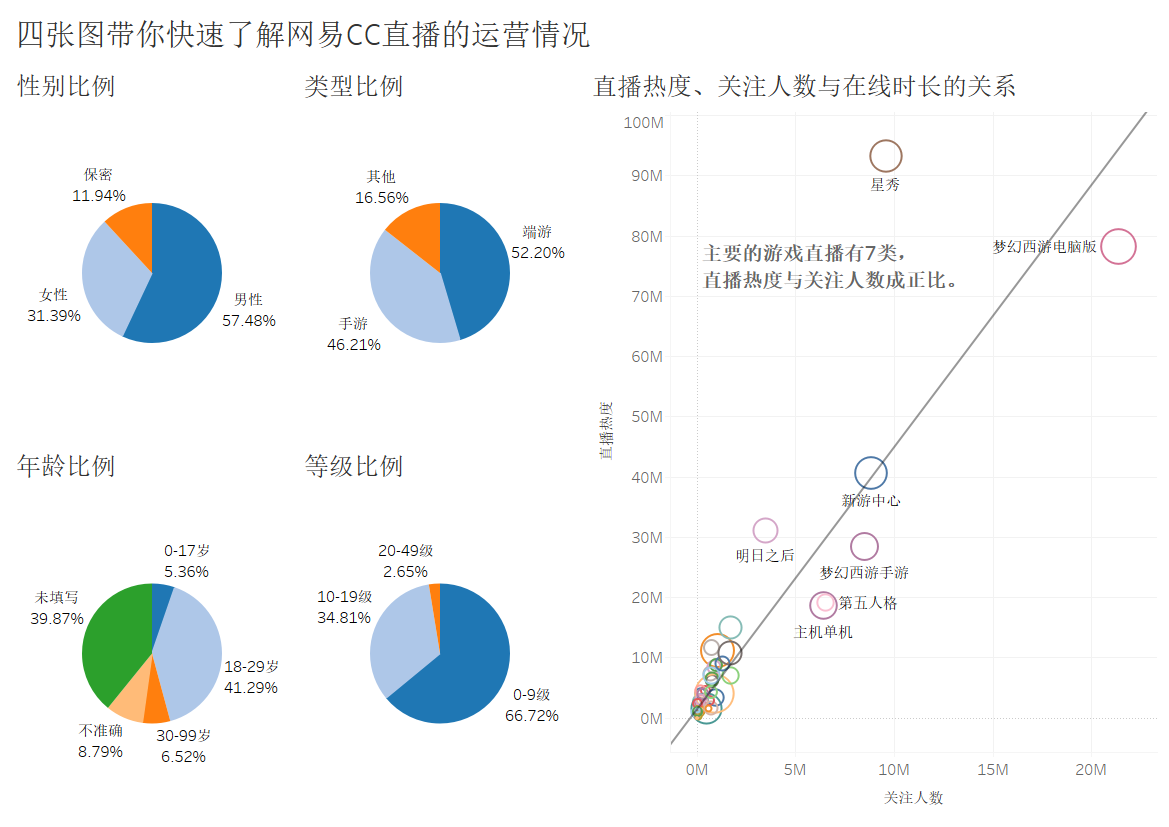 四张图带你快速了解网易CC直播的运营情况
性别比例
保密
11.94%
女性
31.39%
男性
57.48%
类型比例
其他
16.56%
端游
52.20%
手游
46.21%
年龄比例
0-17岁
5.36%
未填写
39.87%
18-29岁
41.29%
不准确
8.79%
30-99岁
6.52%
等级比例
20-49级
2.65%
10-19级
34.81%
0-9级
66.72%
直播热度、关注人数与在线时长的关系
100M
90M
80M
70M
60M
50M
40M
30M
20M
10M
0M
直播热度
星秀
梦幻西游电脑版
主要的游戏直播有7类，
直播热度与关注人数成正比。
新游中心
明日之后
梦幻西游手游
第五人格
主机单机
0M
5M
10M
15M
20M
关注人数